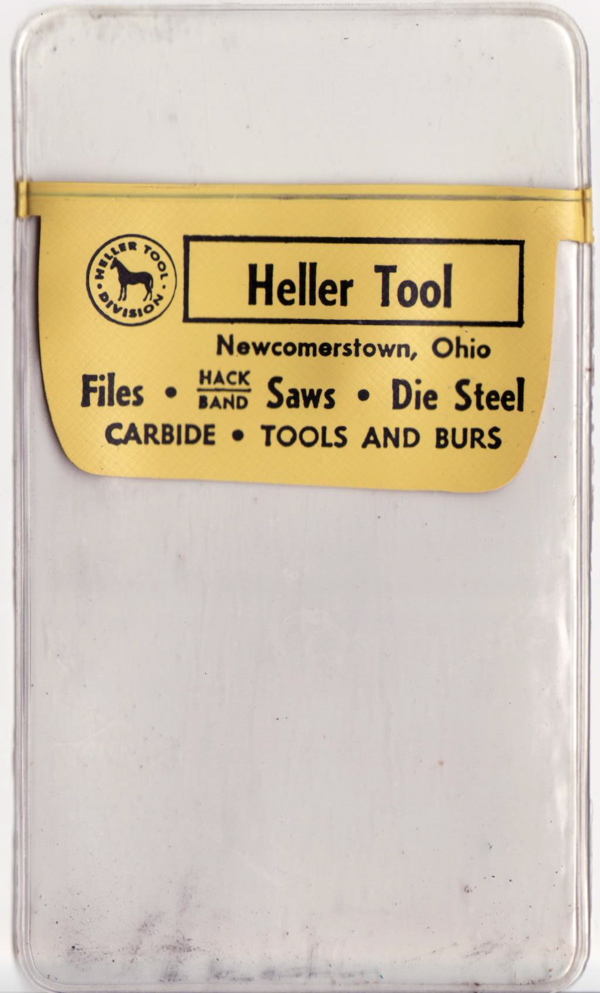 HELLER TOOL
• DIVISION •
Heller Tool
Newcomerstown, Ohio
Files • HACK BAND Saws • Die Steel
CARBIDE • TOOLS AND BURS